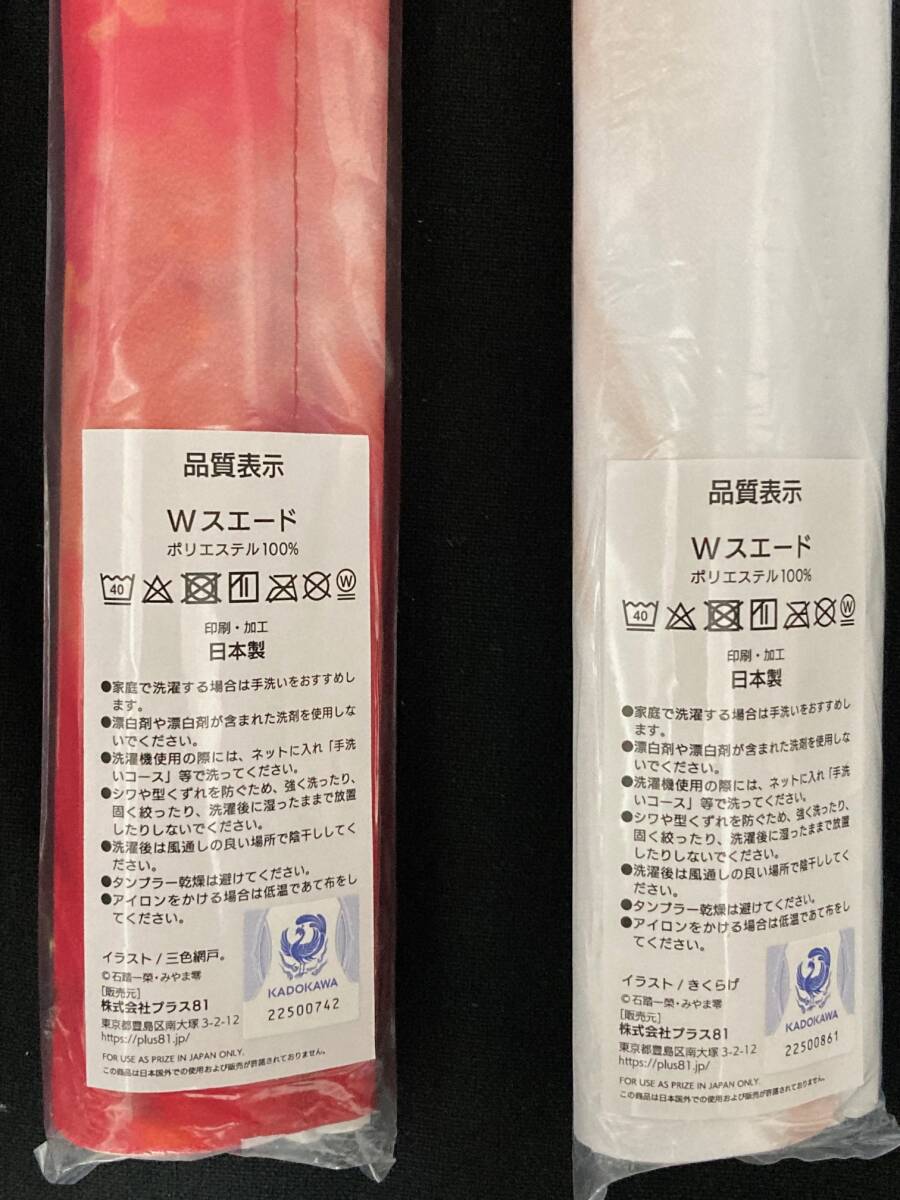 品質表示
Wスエード
ポリエステル100%
40
W
印刷・加工
日本製
●家庭で洗濯する場合は手洗いをおすすめし
ます。
●漂白剤や漂白剤が含まれた洗剤を使用しな
いでください。
●洗濯機使用の際には、ネットに入れ「手洗
いコース」等で洗ってください。
●シワや型くずれを防ぐため、強く洗ったり、
固く絞ったり、洗濯後に湿ったままで放置
したりしないでください。
●洗濯後は風通しの良い場所で陰干ししてく
ださい。
●タンブラー乾燥は避けてください。
●アイロンをかける場合は低温であて布をし
てください。
イラスト / 三色網戸。
©石踏一榮・みやま零
[販売元]
株式会社プラス81
東京都豊島区南大塚 3-2-12
https://plus81.jp/
FOR USE AS PRIZE IN JAPAN ONLY.
この商品は日本国外での使用および販売が許諾されておりません。
KADOKAWA
22500742
品質表示
Wスエード
ポリエステル100%
40
W
印刷・加工
日本製
●家庭で洗濯する場合は手洗いをおすすめし
ます。
●漂白剤や漂白剤が含まれた洗剤を使用しな
いでください。
●洗濯機使用の際には、ネットに入れ「手洗
いコース」等で洗ってください。
●シワや型くずれを防ぐため、強く洗ったり、
固く絞ったり、洗濯後に湿ったままで放置
したりしないでください。
●洗濯後は風通しの良い場所で陰干ししてく
ださい。
●タンブラー乾燥は避けてください。
●アイロンをかける場合は低温であて布をし
てください。
イラスト / きくらげ
©石踏一榮・みやま零
[販売元]
株式会社プラス81
東京都豊島区南大塚 3-2-12
https://plus81.jp/
FOR USE AS PRIZE IN JAPAN ONLY.
この商品は日本国外での使用および販売が許諾されておりません。
KADOKAWA
22500861